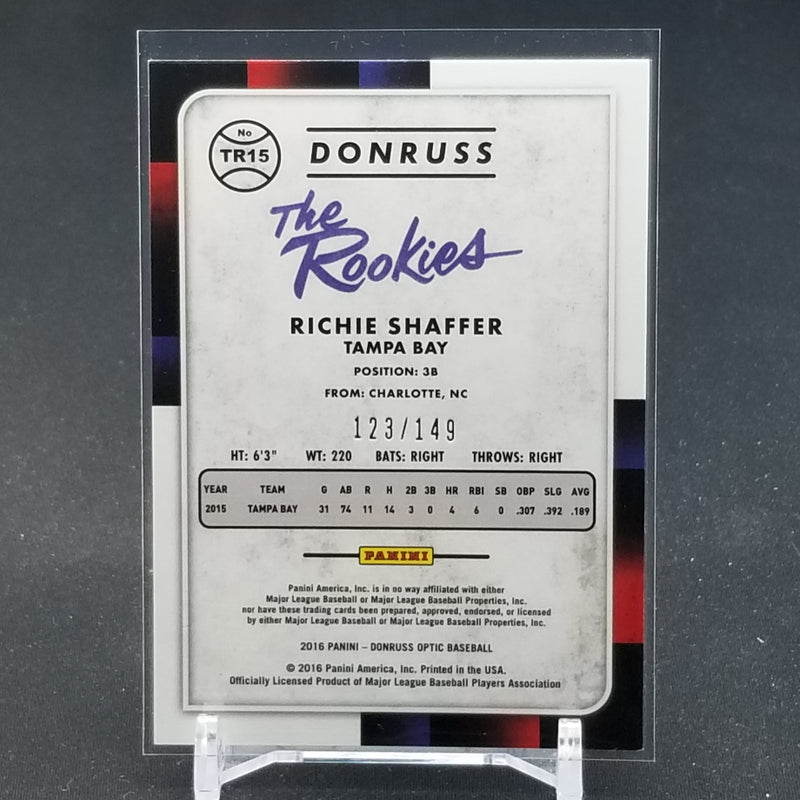 No
TR15
DONRUSS
The
Rookies
RICHIE SHAFFER
TAMPA BAY
POSITION: 3B
FROM: CHARLOTTE, NC
123/149
HT: 6'3" WT: 220 BATS: RIGHT THROWS: RIGHT
YEAR TEAM G AB R H 2B 3B HR RBI SB OBP SLG AVG
2015 TAMPA BAY 31 74 11 14 3 0 4 6 0 .307 .392 .189
PANINI
Panini America, Inc. is in no way affiliated with either
Major League Baseball or Major League Baseball Properties, Inc.
nor have these trading cards been prepared, approved, endorsed, or licensed
by either Major League Baseball or Major League Baseball Properties, Inc.
2016 PANINI – DONRUSS OPTIC BASEBALL
© 2016 Panini America, Inc. Printed in the USA.
Officially Licensed Product of Major League Baseball Players Association